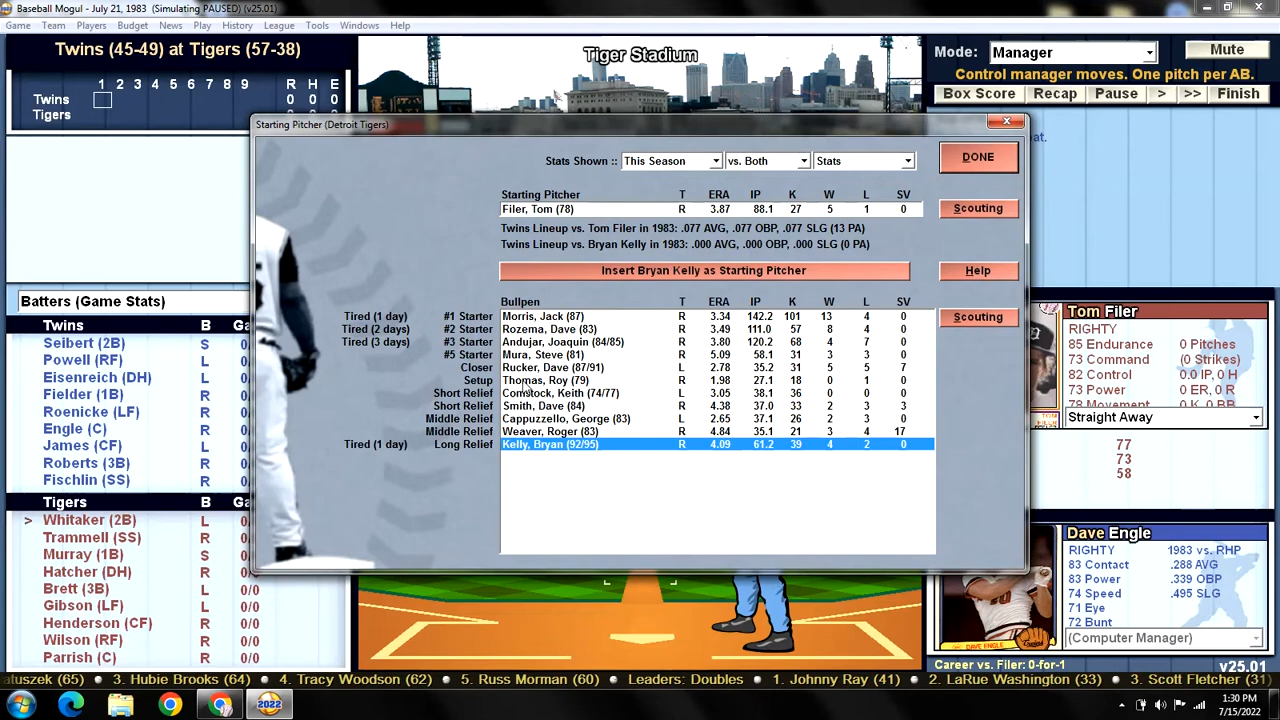 Baseball Mogul - July 21, 1983 (Simulating PAUSED) (v25.01)
Game Team Players Budget News Play History League Tools Windows Help
Twins (45-49) at Tigers (57-38)
1 2 3 4 5 6 7 8 9 R H E
Twins 0 0 0
Tigers 0 0 0
Tiger Stadium
Mode: Manager Mute
Control manager moves. One pitch per AB.
Box Score Recap Pause > >> Finish
Starting Pitcher (Detroit Tigers)
Stats Shown :: This Season vs. Both Stats DONE
Starting Pitcher T ERA IP K W L SV
Filer, Tom (78) R 3.87 88.1 27 5 1 0 Scouting
Twins Lineup vs. Tom Filer in 1983: .077 AVG, .077 OBP, .077 SLG (13 PA)
Twins Lineup vs. Bryan Kelly in 1983: .000 AVG, .000 OBP, .000 SLG (0 PA)
Insert Bryan Kelly as Starting Pitcher Help
Bullpen T ERA IP K W L SV
Tired (1 day) #1 Starter Morris, Jack (87) R 3.34 142.2 101 13 4 0 Scouting
Tired (2 days) #2 Starter Rozema, Dave (83) R 3.49 111.0 57 8 4 0
Tired (3 days) #3 Starter Andujar, Joaquin (84/85) R 3.80 120.2 68 4 7 0
#5 Starter Mura, Steve (81) R 5.09 58.1 31 3 3 0
Closer Rucker, Dave (87/91) L 2.78 35.2 31 5 5 7
Setup Thomas, Roy (79) R 1.98 27.1 18 0 1 0
Short Relief Comstock, Keith (74/77) L 3.05 38.1 36 0 0 0
Short Relief Smith, Dave (84) R 4.38 37.0 33 2 3 3
Middle Relief Cappuzzello, George (83) L 2.65 37.1 26 2 3 0
Middle Relief Weaver, Roger (83) R 4.84 35.1 21 3 4 17
Tired (1 day) Long Relief Kelly, Bryan (92/95) R 4.09 61.2 39 4 2 0
Batters (Game Stats)
Twins B Ga
Seibert (2B) S
Powell (RF) L
Eisenreich (DH) L
Fielder (1B) R
Roenicke (LF) R
Engle (C) R
James (CF) L
Roberts (3B) R
Fischlin (SS) R
Tigers B Ga
> Whitaker (2B) L 0/0
Trammell (SS) R 0/0
Murray (1B) S 0/0
Hatcher (DH) R 0/0
Brett (3B) L 0/0
Gibson (LF) L 0/0
Henderson (CF) R 0/0
Wilson (RF) R 0/0
Parrish (C) R 0/0
eat.
Tom Filer
RIGHTY
85 Endurance 0 Pitches
73 Command (0 Strikes)
82 Control 0.0 IP, 0 H
73 Power 0 ER, 0 R
78 Movement 0 K, 0 BB
Straight Away
77
73
58
Dave Engle
RIGHTY 1983 vs. RHP
83 Contact .288 AVG
83 Power .339 OBP
74 Speed .495 SLG
71 Eye
72 Bunt
(Computer Manager)
DAVE ENGLE
Career vs. Filer: 0-for-1 v25.01
atuszek (65) • 3. Hubie Brooks (64) • 4. Tracy Woodson (62) • 5. Russ Morman (60) • Leaders: Doubles • 1. Johnny Ray (41) • 2. LaRue Washington (33) • 3. Scott Fletcher (31)
2022
1:30 PM
7/15/2022